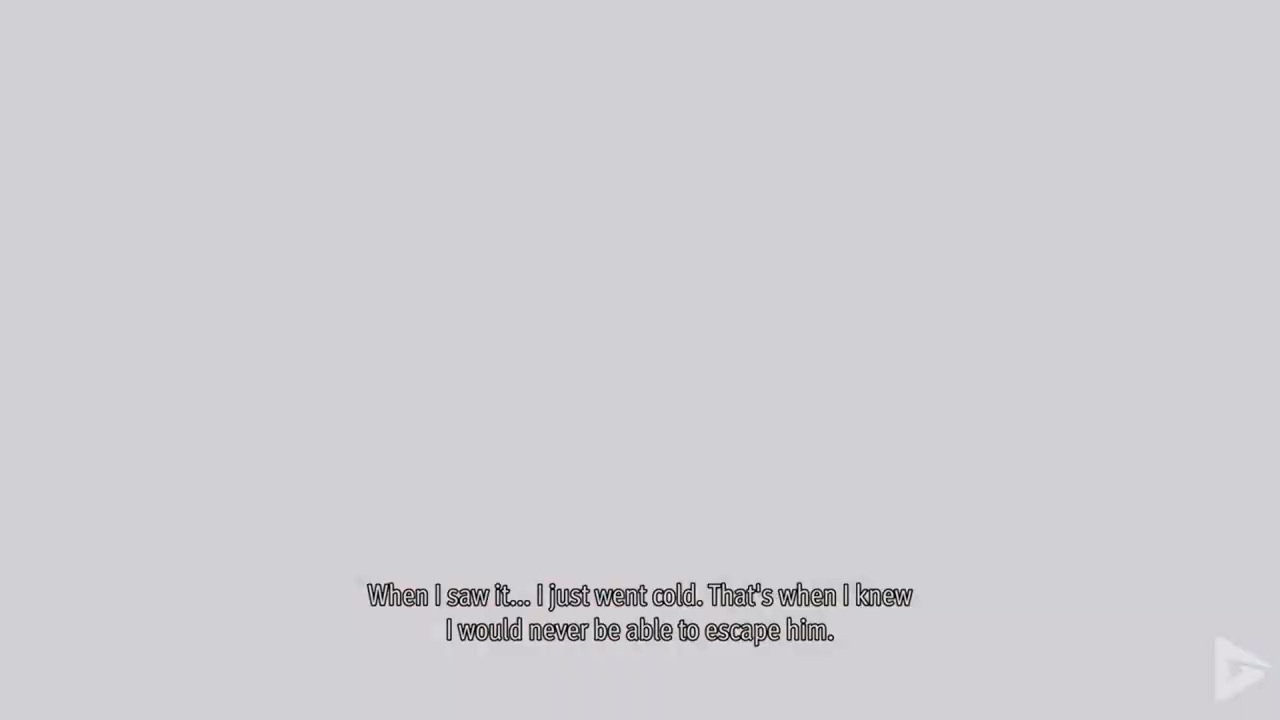 When I saw it... I just went cold. That's when I knew
I would never be able to escape him.